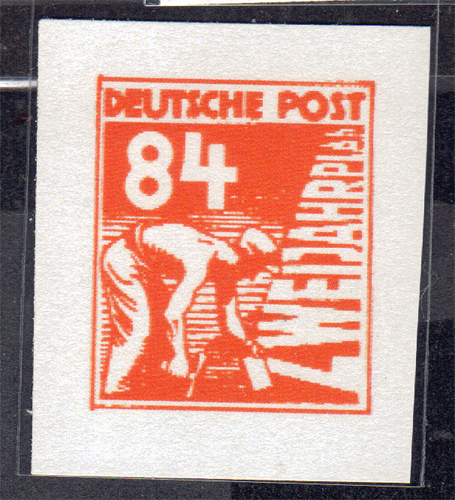 DEUTSCHE POST
84
ZWEIJAHRPLAN